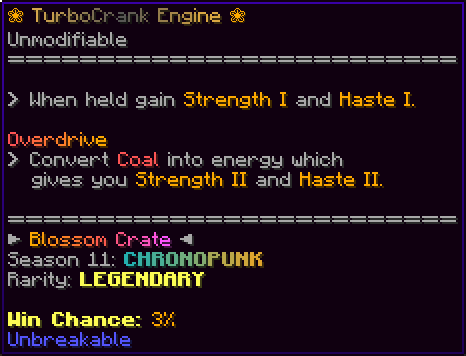 ❀ TurboCrank Engine ❀
Unmodifiable
==============================
> When held gain Strength I and Haste I.
Overdrive
> Convert Coal into energy which
gives you Strength II and Haste II.
==============================
► Blossom Crate ◄
Season 11: CHRONOPUNK
Rarity: LEGENDARY
Win Chance: 3%
Unbreakable